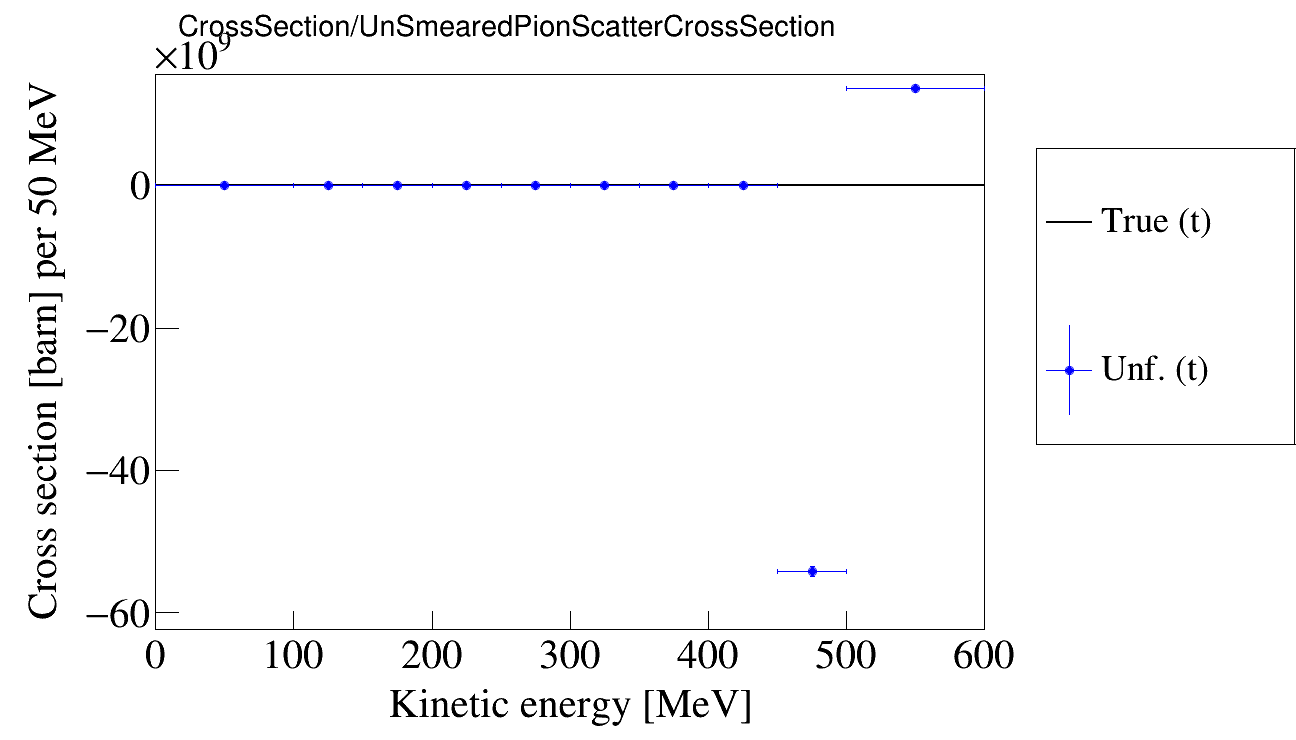 CrossSection/UnSmearedPionScatterCrossSection
×10⁹
Cross section [barn] per 50 MeV
0
−20
−40
−60
0 100 200 300 400 500 600
Kinetic energy [MeV]
True (t)
Unf. (t)